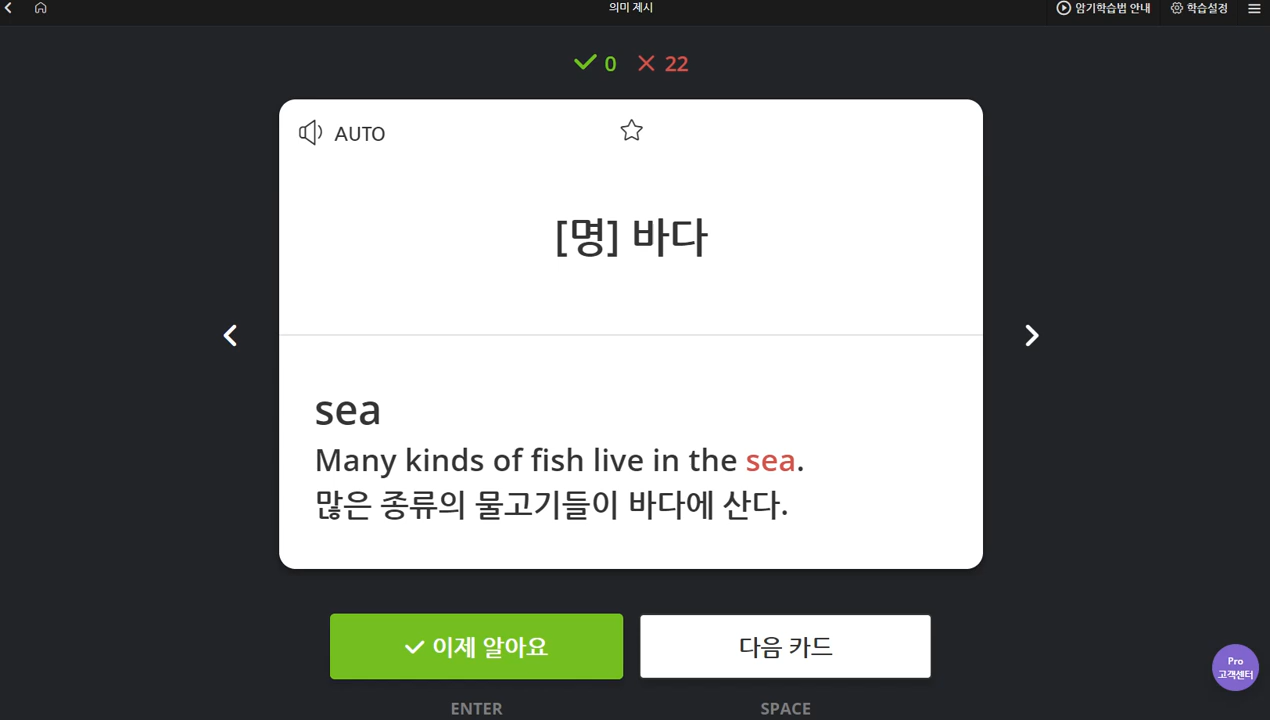 의미 제시
암기학습법 안내
학습설정
0 22
AUTO
[명] 바다
sea
Many kinds of fish live in the sea.
많은 종류의 물고기들이 바다에 산다.
이제 알아요
다음 카드
ENTER
SPACE
Pro
고객센터